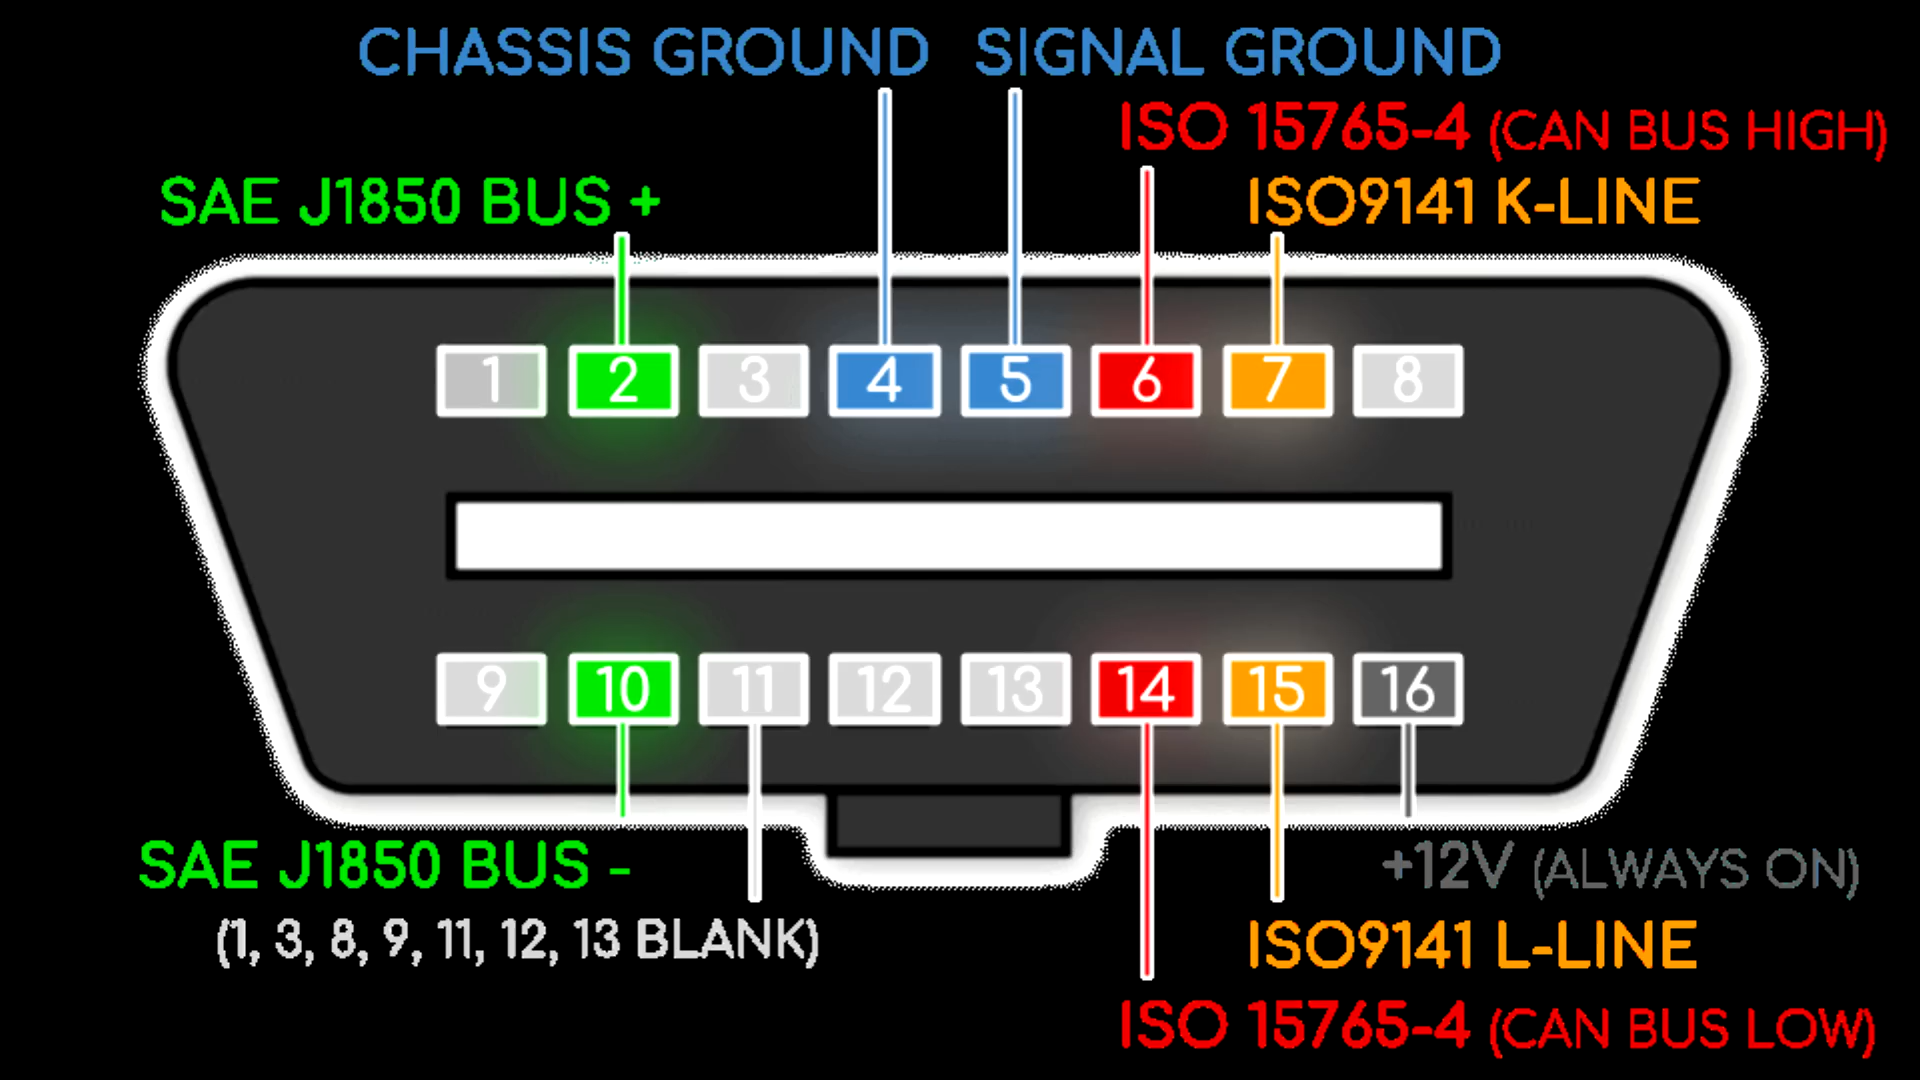 CHASSIS GROUND SIGNAL GROUND
ISO 15765-4 (CAN BUS HIGH)
SAE J1850 BUS + ISO9141 K-LINE
1 2 3 4 5 6 7 8
9 10 11 12 13 14 15 16
SAE J1850 BUS - +12V (ALWAYS ON)
(1, 3, 8, 9, 11, 12, 13 BLANK) ISO9141 L-LINE
ISO 15765-4 (CAN BUS LOW)